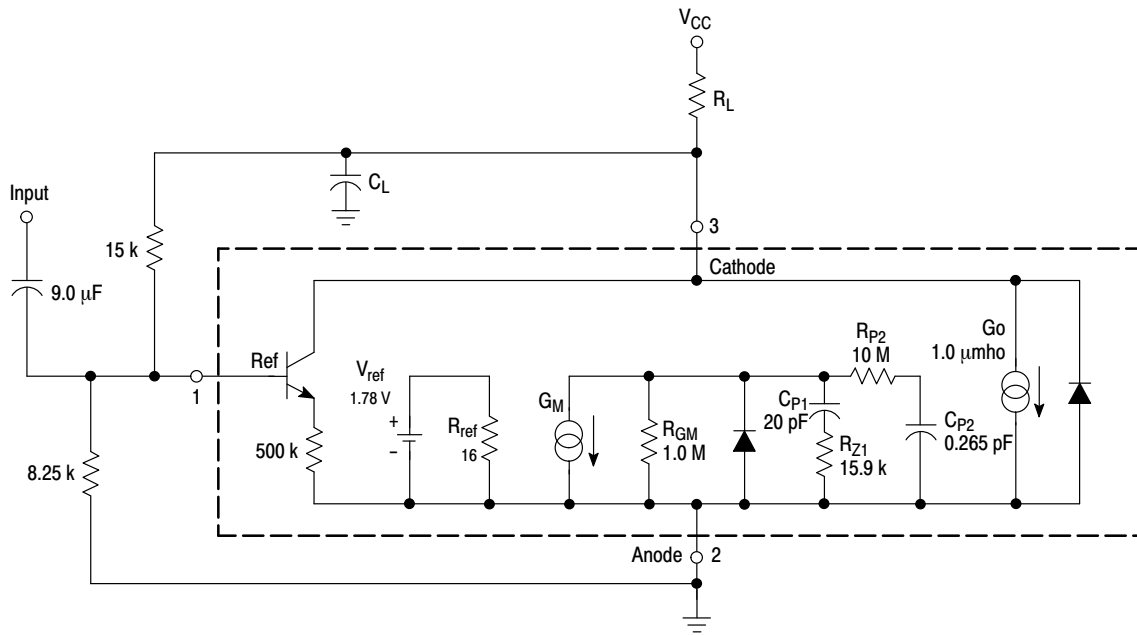 VCC
RL
Input
CL
15 k
3
Cathode
9.0 μF
Go
1.0 μmho
RP2
10 M
Ref
Vref
1.78 V
1
GM
CP1
20 pF
CP2
0.265 pF
+
-
Rref
16
RGM
1.0 M
500 k
RZ1
15.9 k
8.25 k
Anode
2